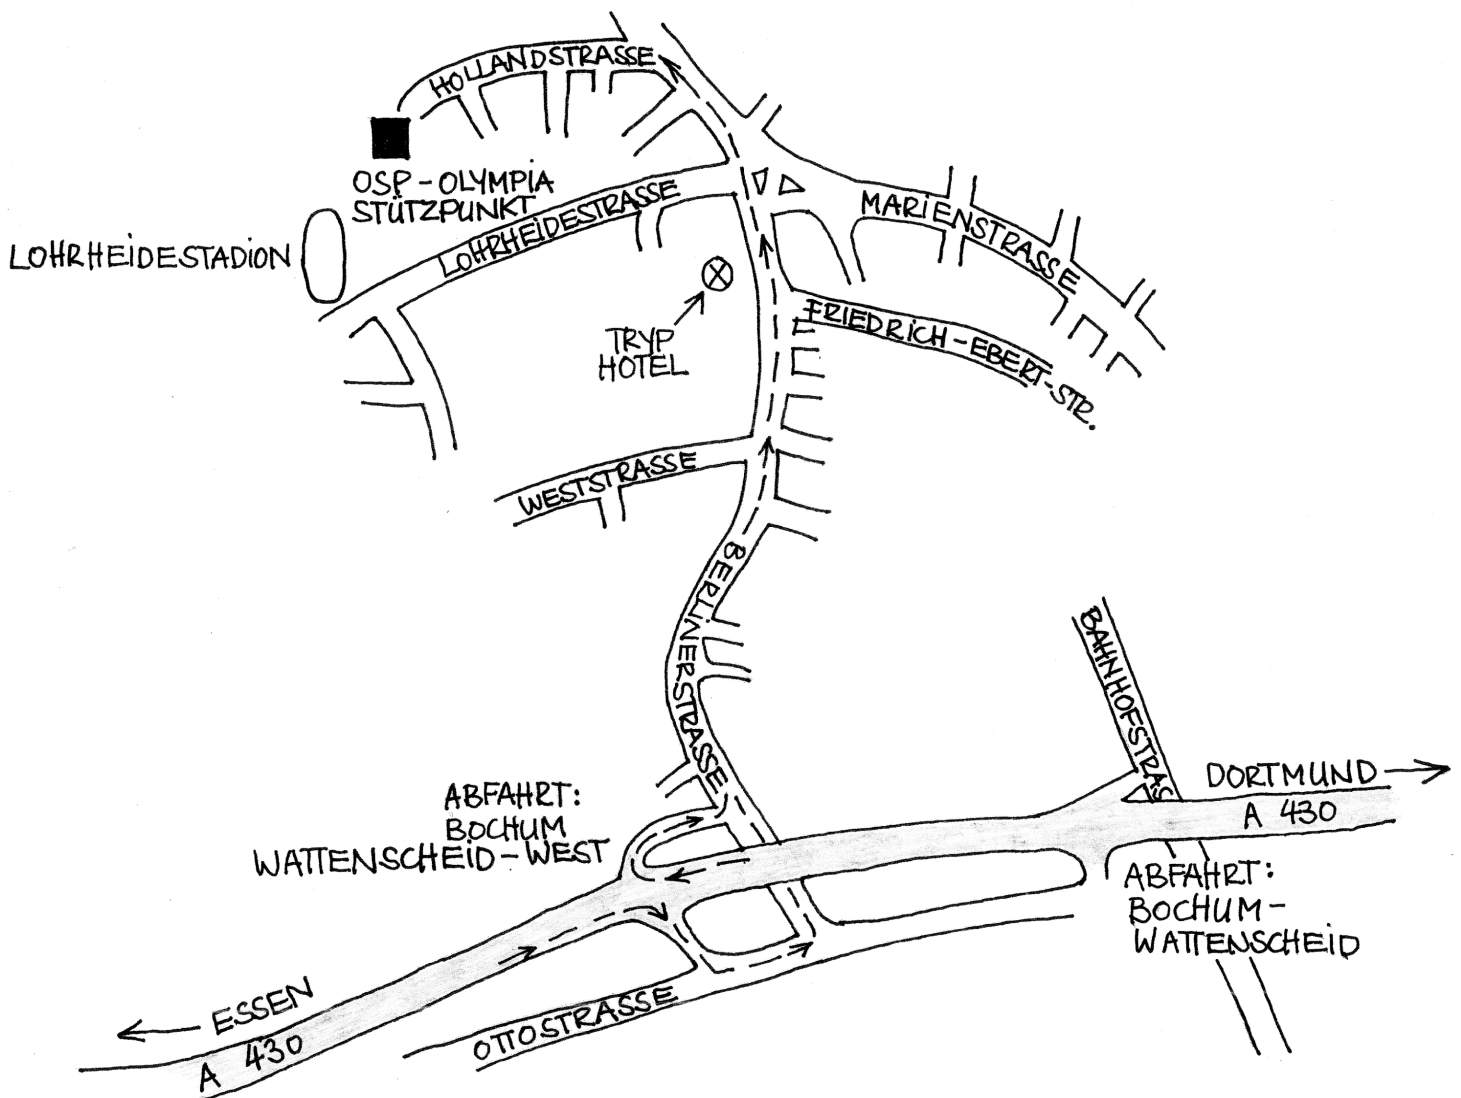 HOLLANDSTRASSE
OSP-OLYMPIA
STÜTZPUNKT
LOHRHEIDESTRASSE
MARIENSTRASSE
LOHRHEIDESTADION
TRYP
HOTEL
FRIEDRICH-EBERT-STR.
WESTSTRASSE
BERLINERSTRASSE
BAHNHOFSTRAS
DORTMUND
A 430
ABFAHRT:
BOCHUM
WATTENSCHEID-WEST
ABFAHRT:
BOCHUM-
WATTENSCHEID
ESSEN
A 430
OTTOSTRASSE